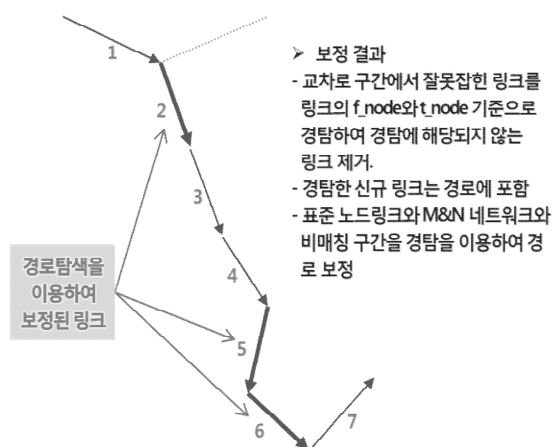 1
➢ 보정 결과
- 교차로 구간에서 잘못잡힌 링크를
링크의 f_node와 t_node 기준으로
경탐하여 경탐에 해당되지 않는
링크 제거.
- 경탐한 신규 링크는 경로에 포함
- 표준 노드링크와 M&N 네트워크와
비매칭 구간을 경탐을 이용하여 경
로 보정
2
3
4
경로탐색을
이용하여
보정된 링크
5
6
7